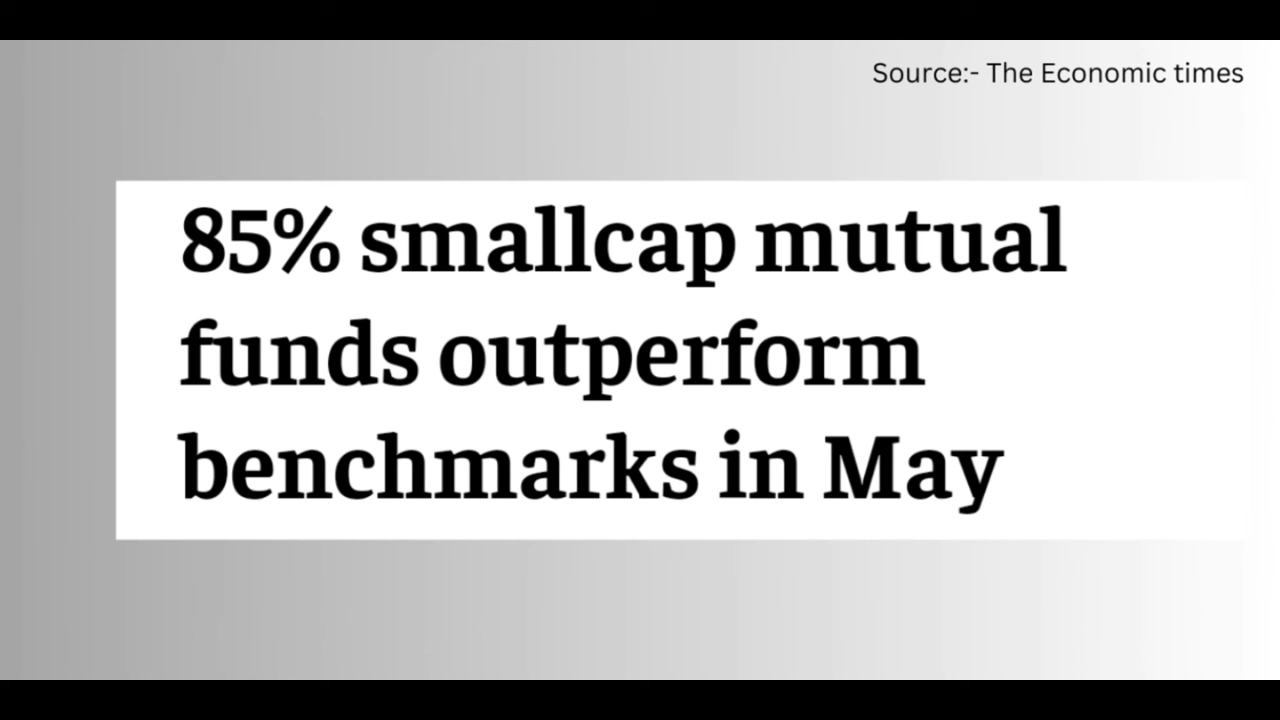 Source:- The Economic times
85% smallcap mutual
funds outperform
benchmarks in May